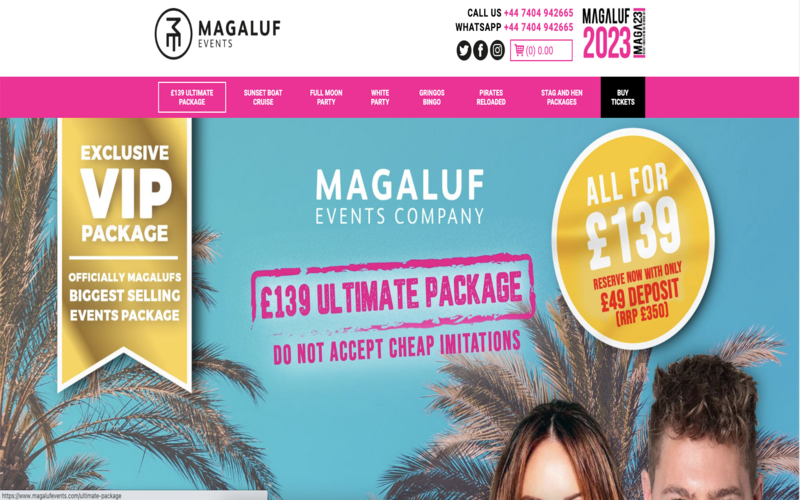 MAGALUF
EVENTS
CALL US +44 7404 942665
WHATSAPP +44 7404 942665
(0) 0.00
MAGALUF
2023
MAGA23
£139 ULTIMATE
PACKAGE
SUNSET BOAT
CRUISE
FULL MOON
PARTY
WHITE
PARTY
GRINGOS
BINGO
PIRATES
RELOADED
STAG AND HEN
PACKAGES
BUY
TICKETS
EXCLUSIVE
VIP
PACKAGE
OFFICIALLY MAGALUFS
BIGGEST SELLING
EVENTS PACKAGE
MAGALUF
EVENTS COMPANY
£139 ULTIMATE PACKAGE
DO NOT ACCEPT CHEAP IMITATIONS
ALL FOR
£139
RESERVE NOW WITH ONLY
£49 DEPOSIT
(RRP £350)
https://www.magalufevents.com/ultimate-package